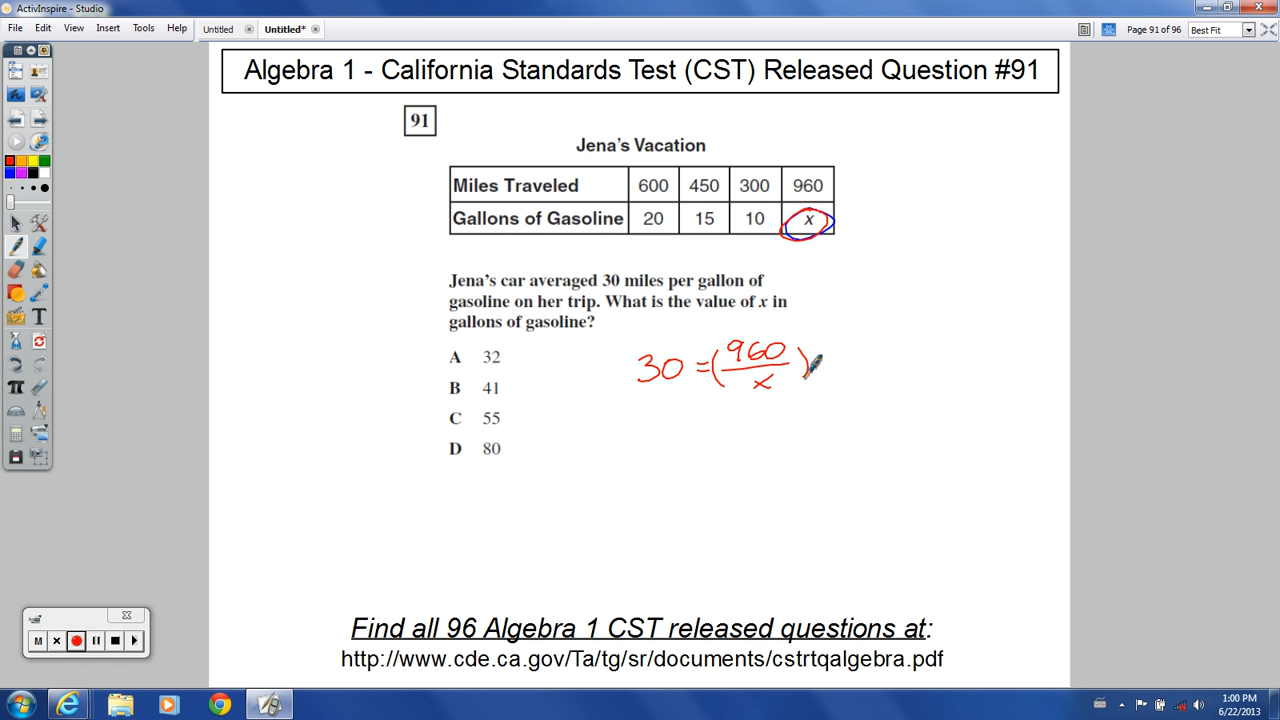 ActivInspire - Studio
File Edit View Insert Tools Help Untitled Untitled* Page 91 of 96 Best Fit
Algebra 1 - California Standards Test (CST) Released Question #91
91
Jena's Vacation
Miles Traveled 600 450 300 960
Gallons of Gasoline 20 15 10 x
Jena's car averaged 30 miles per gallon of
gasoline on her trip. What is the value of x in
gallons of gasoline?
A 32
B 41
C 55
D 80
30 = (960/x)
Find all 96 Algebra 1 CST released questions at:
http://www.cde.ca.gov/Ta/tg/sr/documents/cstrtqalgebra.pdf
M
1:00 PM
6/22/2013